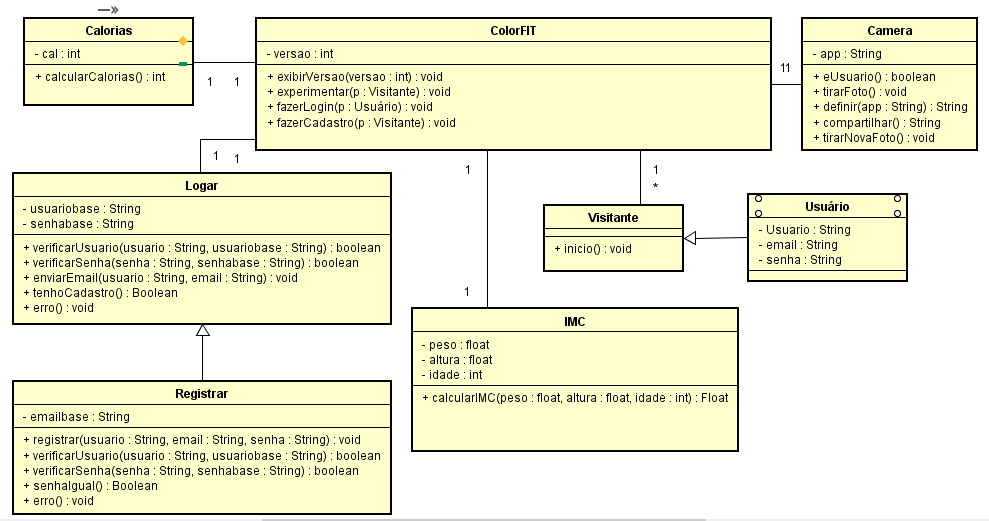 Calorias
- cal : int
+ calcularCalorias() : int
1
1
ColorFIT
- versao : int
+ exibirVersao(versao : int) : void
+ experimentar(p : Visitante) : void
+ fazerLogin(p : Usuário) : void
+ fazerCadastro(p : Visitante) : void
11
Camera
- app : String
+ eUsuario() : boolean
+ tirarFoto() : void
+ definir(app : String) : String
+ compartilhar() : String
+ tirarNovaFoto() : void
1
1
1
1
*
Logar
- usuariobase : String
- senhabase : String
+ verificarUsuario(usuario : String, usuariobase : String) : boolean
+ verificarSenha(senha : String, senhabase : String) : boolean
+ enviarEmail(usuario : String, email : String) : void
+ tenhoCadastro() : Boolean
+ erro() : void
Visitante
+ inicio() : void
Usuário
- Usuario : String
- email : String
- senha : String
1
IMC
- peso : float
- altura : float
- idade : int
+ calcularIMC(peso : float, altura : float, idade : int) : Float
Registrar
- emailbase : String
+ registrar(usuario : String, email : String, senha : String) : void
+ verificarUsuario(usuario : String, usuariobase : String) : boolean
+ verificarSenha(senha : String, senhabase : String) : boolean
+ senhaIgual() : Boolean
+ erro() : void